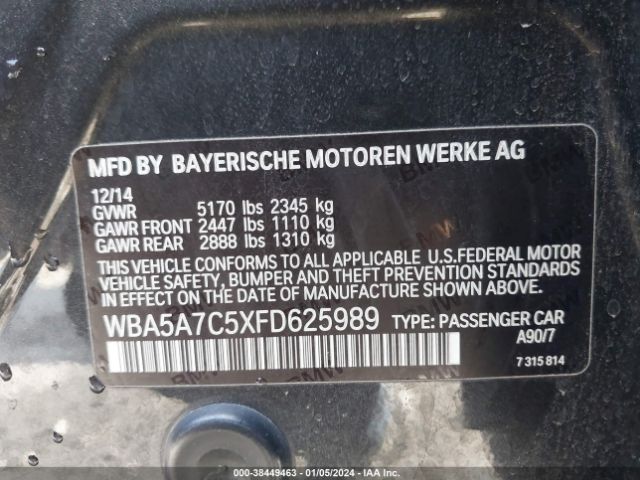 MFD BY BAYERISCHE MOTOREN WERKE AG
12/14
GVWR 5170 lbs 2345 kg
GAWR FRONT 2447 lbs 1110 kg
GAWR REAR 2888 lbs 1310 kg
THIS VEHICLE CONFORMS TO ALL APPLICABLE U.S.FEDERAL MOTOR
VEHICLE SAFETY, BUMPER AND THEFT PREVENTION STANDARDS
IN EFFECT ON THE DATE OF MANUFACTURE SHOWN ABOVE.
WBA5A7C5XFD625989 TYPE: PASSENGER CAR
A90/7
7 315 814
000-38449463 - 01/05/2024 - IAA Inc.